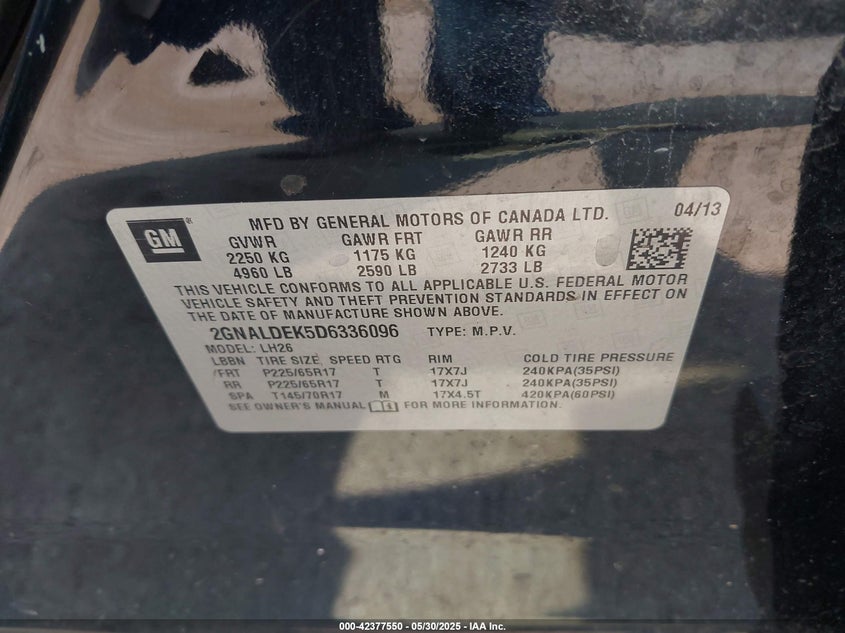 GM
MFD BY GENERAL MOTORS OF CANADA LTD. 04/13
GVWR GAWR FRT GAWR RR
2250 KG 1175 KG 1240 KG
4960 LB 2590 LB 2733 LB
THIS VEHICLE CONFORMS TO ALL APPLICABLE U.S. FEDERAL MOTOR
VEHICLE SAFETY AND THEFT PREVENTION STANDARDS IN EFFECT ON
THE DATE OF MANUFACTURE SHOWN ABOVE.
2GNALDEK5D6336096 TYPE: M.P.V.
MODEL: LH26
LBBN TIRE SIZE SPEED RTG RIM COLD TIRE PRESSURE
/FRT P225/65R17 T 17X7J 240KPA(35PSI)
RR P225/65R17 T 17X7J 240KPA(35PSI)
SPA T145/70R17 M 17X4.5T 420KPA(60PSI)
SEE OWNER'S MANUAL FOR MORE INFORMATION.
000-42377550 - 05/30/2025 - IAA Inc.